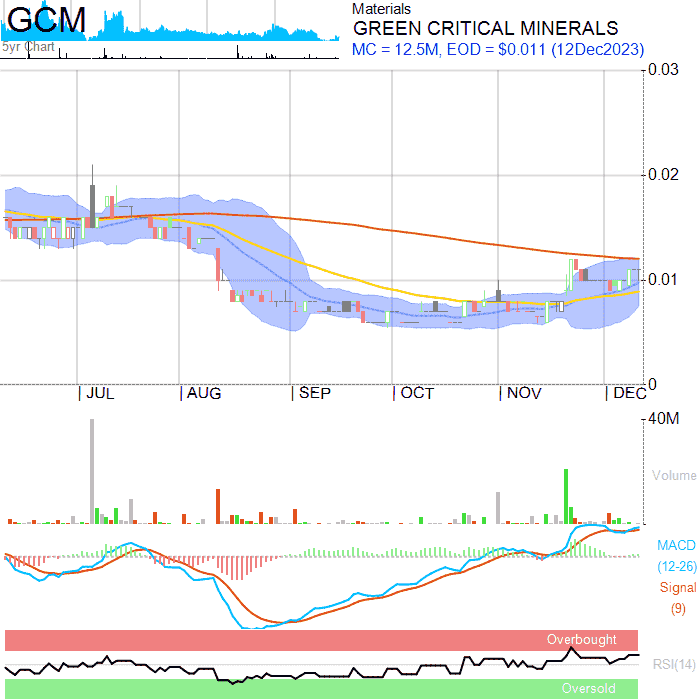 GCM
5yr Chart
Materials
GREEN CRITICAL MINERALS
MC = 12.5M, EOD = $0.011 (12Dec2023)
0.03
0.02
0.01
0
JUL AUG SEP OCT NOV DEC
40M
Volume
MACD
(12-26)
Signal
(9)
Overbought
RSI(14)
Oversold